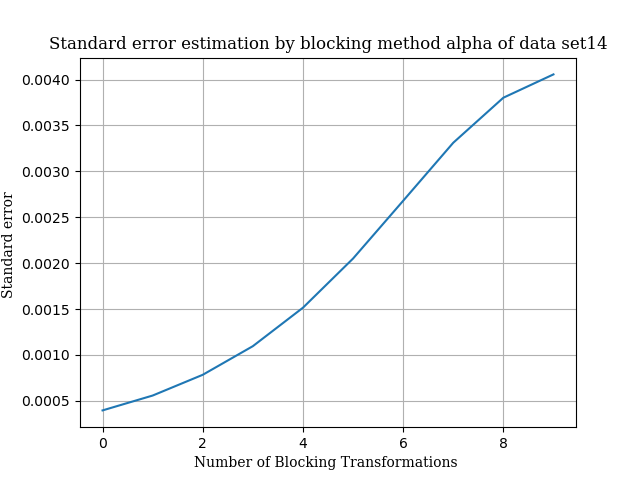 Standard error estimation by blocking method alpha of data set14
0.0040
0.0035
0.0030
0.0025
0.0020
0.0015
0.0010
0.0005
Standard error
0 2 4 6 8
Number of Blocking Transformations